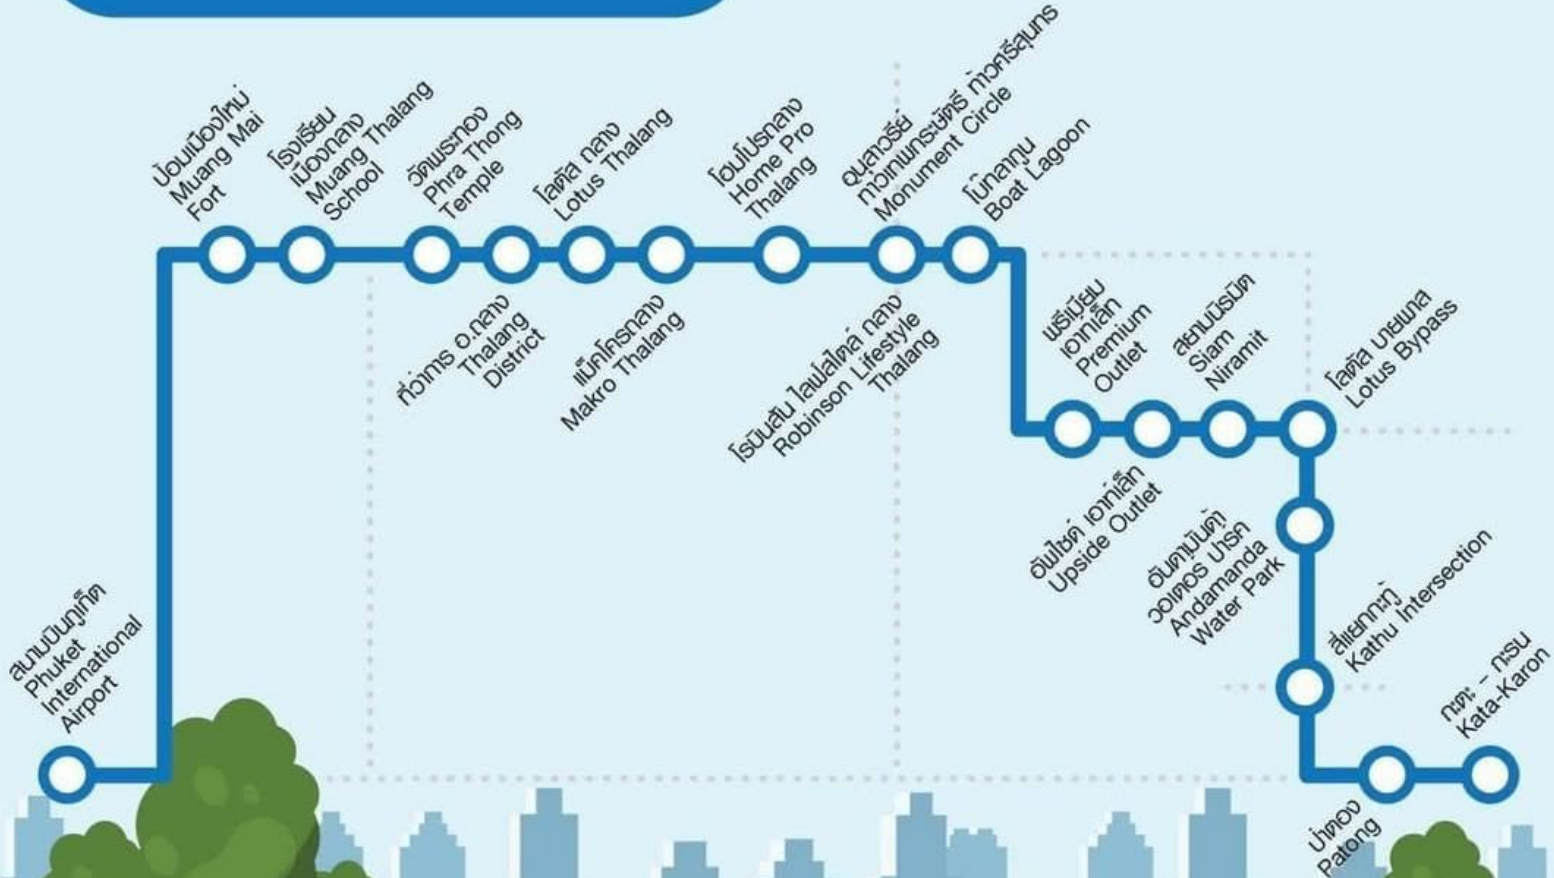 สนามบินภูเก็ต
Phuket
International
Airport
ป้อมเมืองใหม่
Muang Mai
Fort
โรงเรียน
เมืองถลาง
Muang Thalang
School
วัดพระทอง
Phra Thong
Temple
ที่ว่าการ อ.ถลาง
Thalang
District
โลตัส ถลาง
Lotus Thalang
แม็คโครถลาง
Makro Thalang
โฮมโปรถลาง
Home Pro
Thalang
อนุสาวรีย์
ท้าวเทพกระษัตรี ท้าวศรีสุนทร
Monument Circle
โรบินสัน ไลฟ์สไตล์ ถลาง
Robinson Lifestyle
Thalang
โบ๊ทลากูน
Boat Lagoon
พรีเมี่ยม
เอาท์เล็ท
Premium
Outlet
อัพไซด์ เอาท์เล็ท
Upside Outlet
สยามนิรมิต
Siam
Niramit
โลตัส บายพาส
Lotus Bypass
อันดามันด้า
วอเตอร์ ปาร์ค
Andamanda
Water Park
สี่แยกกะทู้
Kathu Intersection
ป่าตอง
Patong
กะตะ - กะรน
Kata-Karon